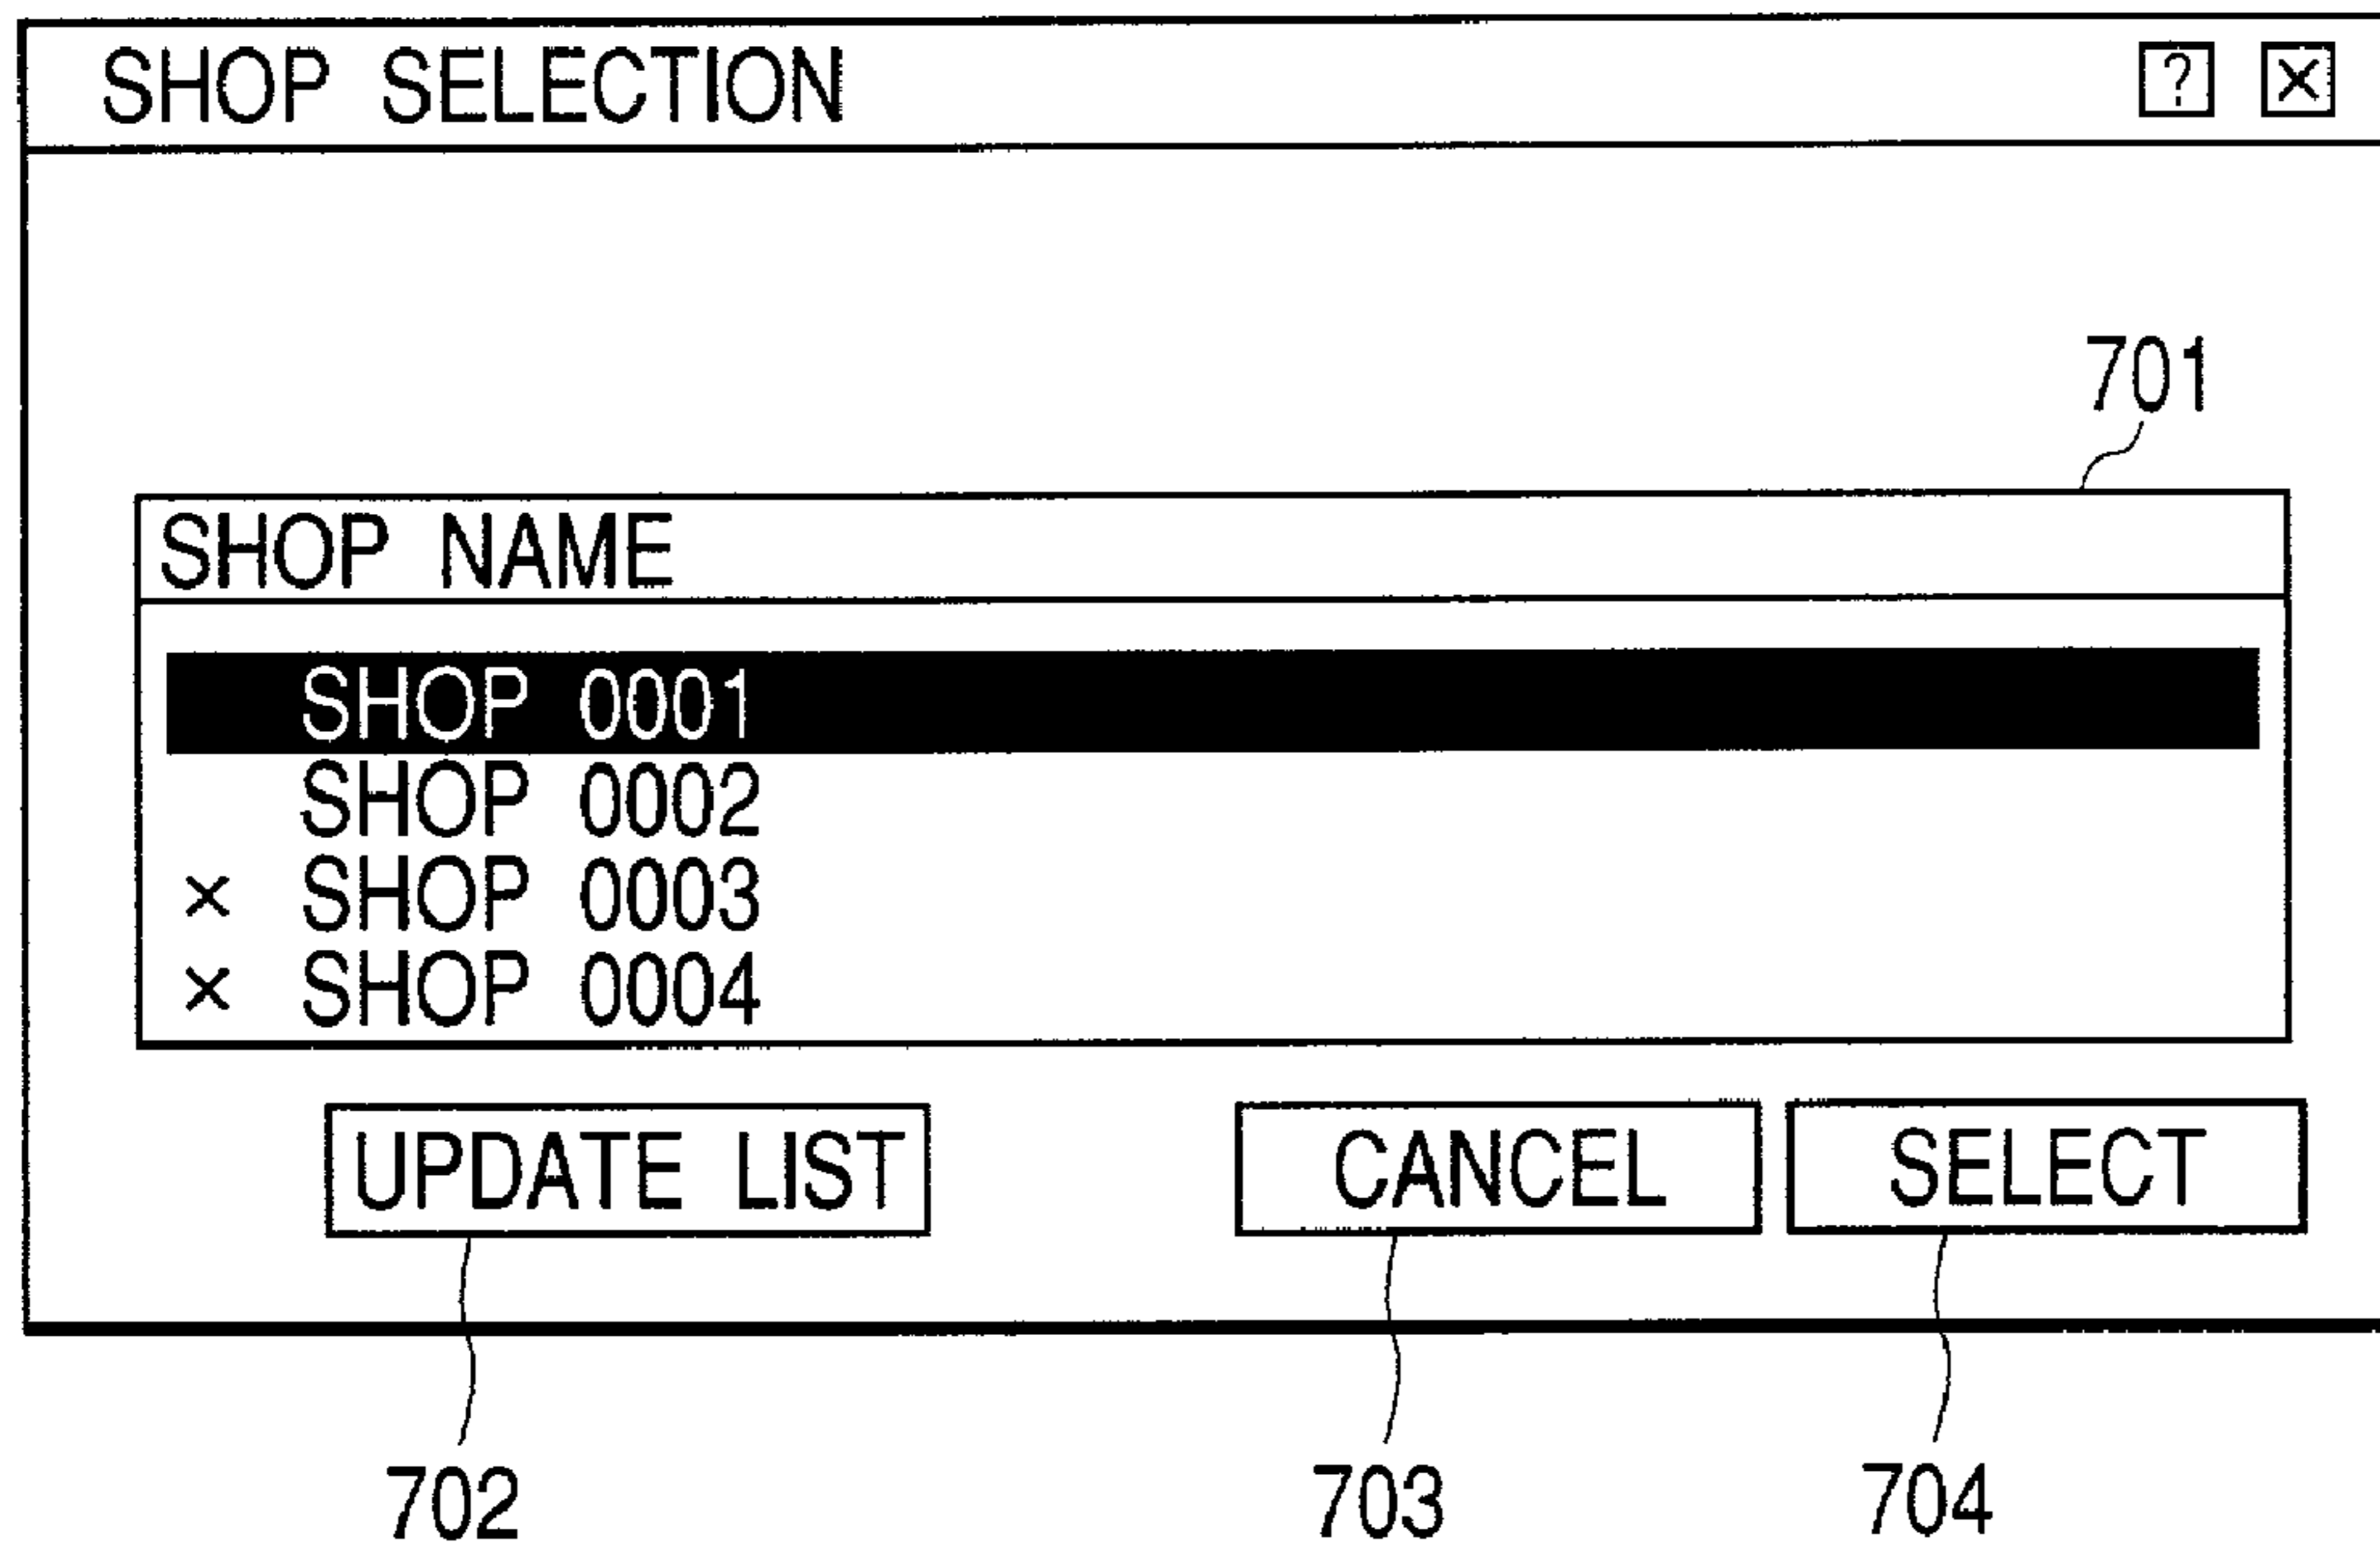 SHOP SELECTION ? X
701
SHOP NAME
SHOP 0001
SHOP 0002
× SHOP 0003
× SHOP 0004
UPDATE LIST CANCEL SELECT
702 703 704